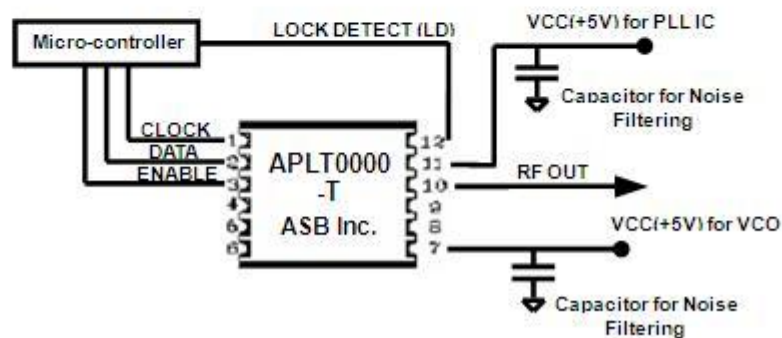 VCC(+5V) for PLL IC
Micro-controller
LOCK DETECT (LD)
Capacitor for Noise
Filtering
CLOCK
DATA
ENABLE
1
2
3
4
5
6
APLT0000
-T
ASB Inc.
12
11
10
9
8
7
RF OUT
VCC(+5V) for VCO
Capacitor for Noise
Filtering